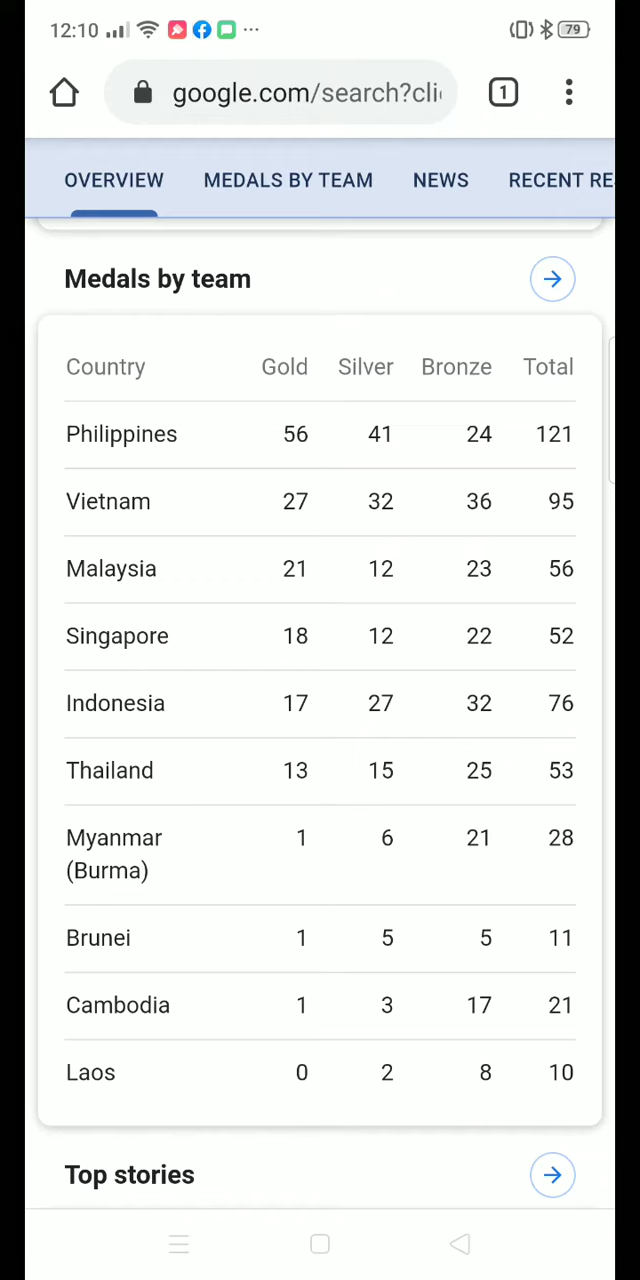 12:10 79
google.com/search?cli
1
OVERVIEW MEDALS BY TEAM NEWS RECENT RE
Medals by team
Country Gold Silver Bronze Total
Philippines 56 41 24 121
Vietnam 27 32 36 95
Malaysia 21 12 23 56
Singapore 18 12 22 52
Indonesia 17 27 32 76
Thailand 13 15 25 53
Myanmar 1 6 21 28
(Burma)
Brunei 1 5 5 11
Cambodia 1 3 17 21
Laos 0 2 8 10
Top stories